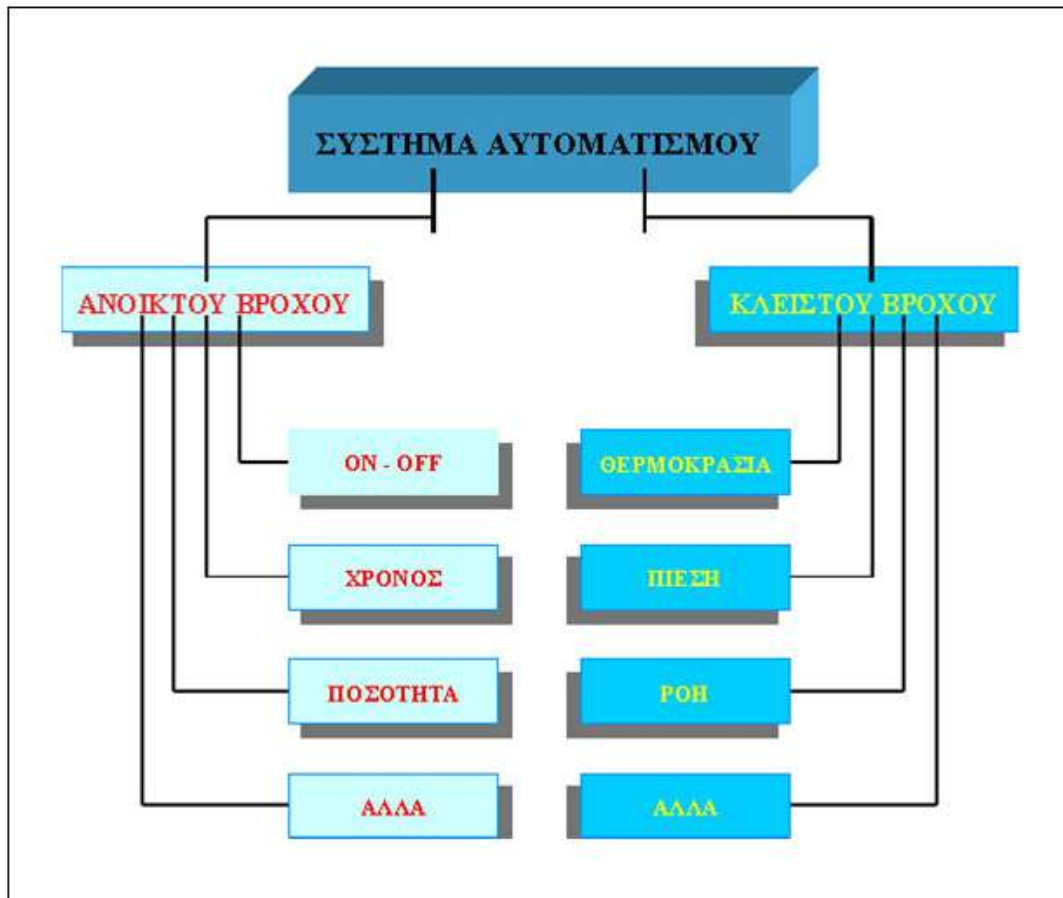 ΣΥΣΤΗΜΑ ΑΥΤΟΜΑΤΙΣΜΟΥ
ΑΝΟΙΚΤΟΥ ΒΡΟΧΟΥ
ΚΛΕΙΣΤΟΥ ΒΡΟΧΟΥ
ON - OFF
ΘΕΡΜΟΚΡΑΣΙΑ
ΧΡΟΝΟΣ
ΠΙΕΣΗ
ΠΟΣΟΤΗΤΑ
ΡΟΗ
ΑΛΛΑ
ΑΛΛΑ